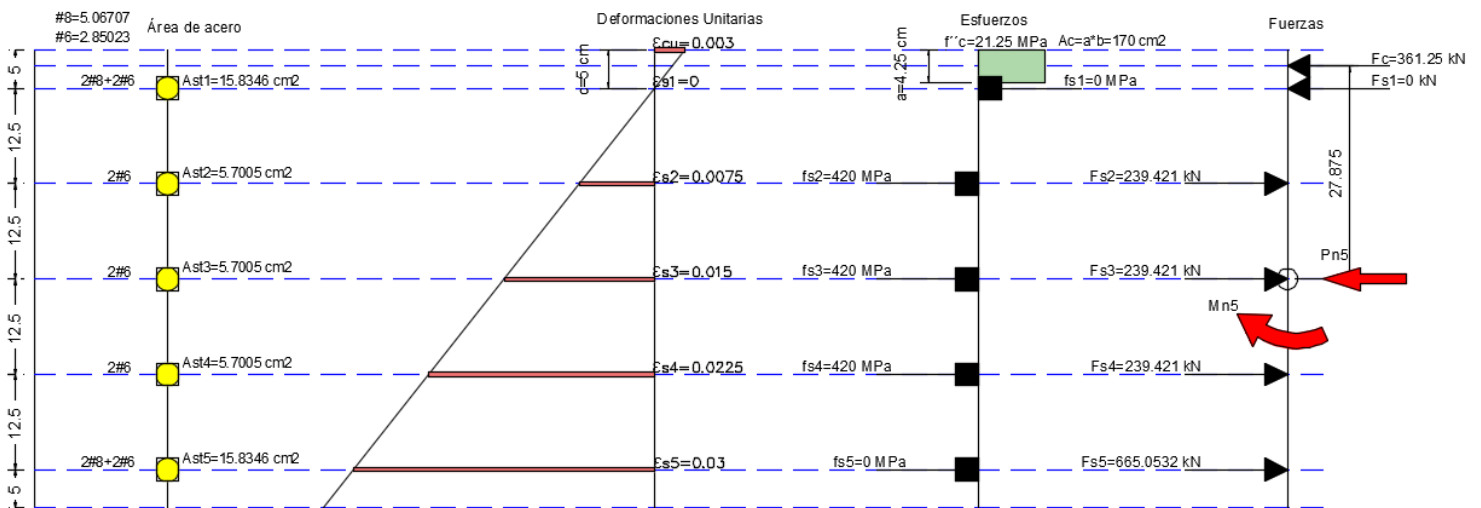 #8=5.06707
#6=2.85023
Área de acero
Deformaciones Unitarias
Esfuerzos
Fuerzas
Ɛcu=0.003
f´´c=21.25 MPa
Ac=a*b=170 cm2
Fc=361.25 kN
5
c=5 cm
a=4.25 cm
2#8+2#6
Ast1=15.8346 cm2
Ɛs1=0
fs1=0 MPa
Fs1=0 kN
12.5
27.875
2#6
Ast2=5.7005 cm2
Ɛs2=0.0075
fs2=420 MPa
Fs2=239.421 kN
12.5
2#6
Ast3=5.7005 cm2
Ɛs3=0.015
fs3=420 MPa
Fs3=239.421 kN
Pn5
Mn5
12.5
2#6
Ast4=5.7005 cm2
Ɛs4=0.0225
fs4=420 MPa
Fs4=239.421 kN
12.5
2#8+2#6
Ast5=15.8346 cm2
Ɛs5=0.03
fs5=0 MPa
Fs5=665.0532 kN
5